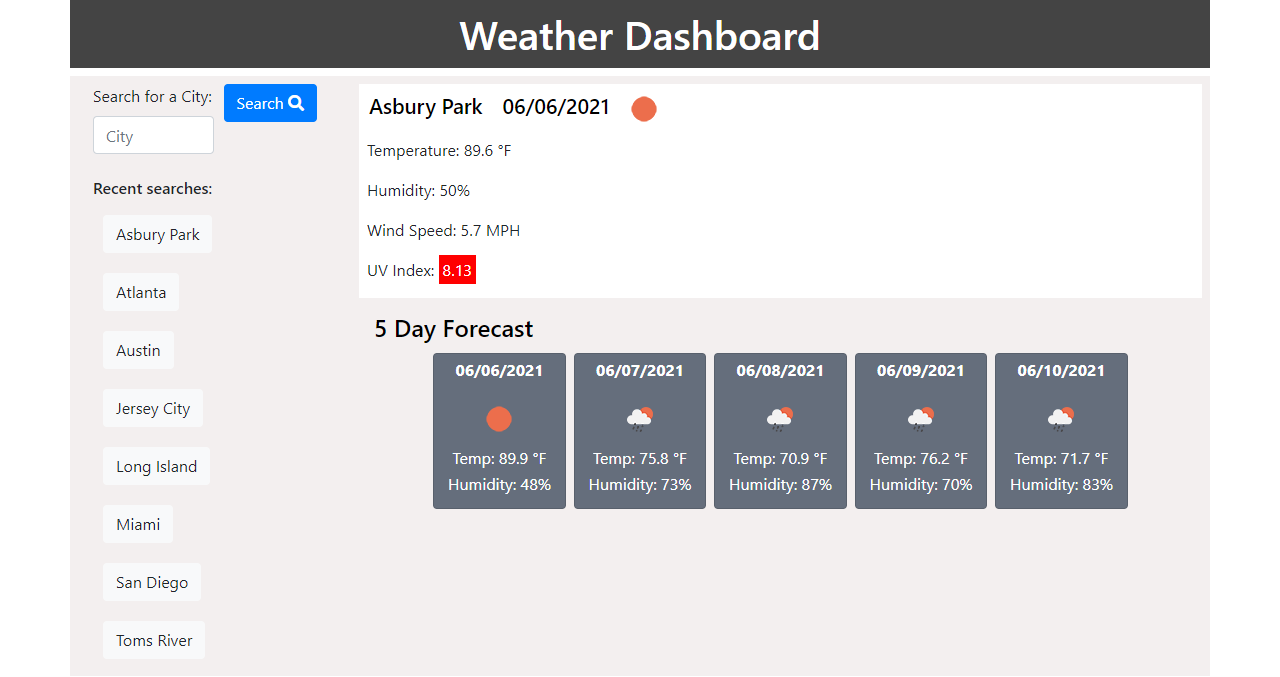 Weather Dashboard
Search for a City:
Search
City
Recent searches:
Asbury Park
Atlanta
Austin
Jersey City
Long Island
Miami
San Diego
Toms River
Asbury Park 06/06/2021
Temperature: 89.6 °F
Humidity: 50%
Wind Speed: 5.7 MPH
UV Index: 8.13
5 Day Forecast
06/06/2021
Temp: 89.9 °F
Humidity: 48%
06/07/2021
Temp: 75.8 °F
Humidity: 73%
06/08/2021
Temp: 70.9 °F
Humidity: 87%
06/09/2021
Temp: 76.2 °F
Humidity: 70%
06/10/2021
Temp: 71.7 °F
Humidity: 83%